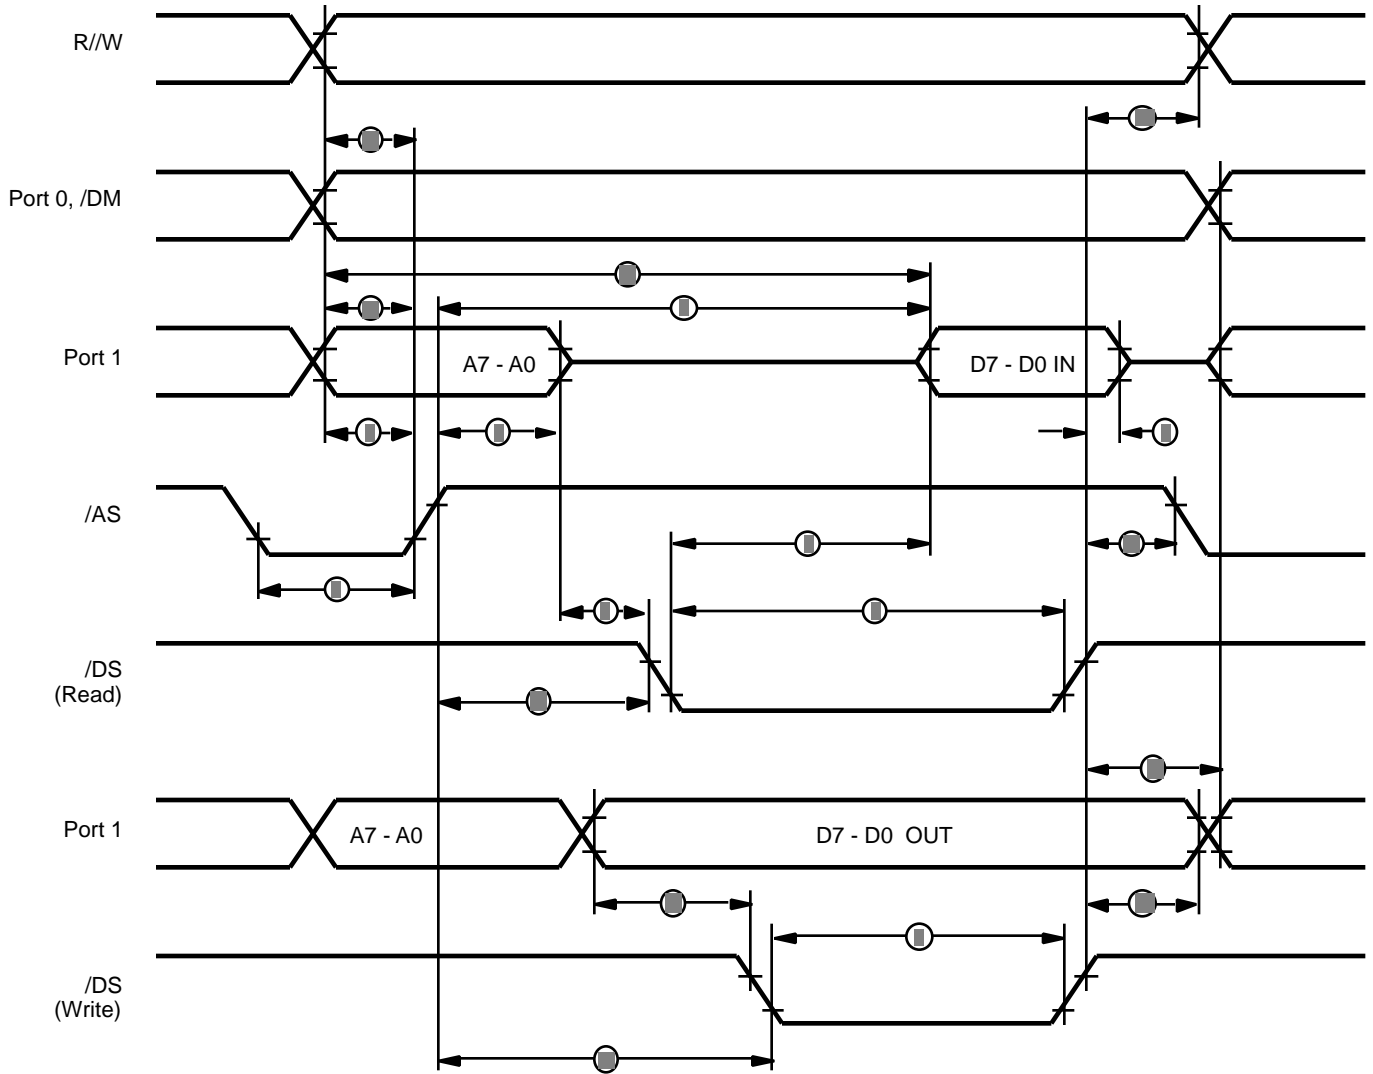 R//W
Port 0, /DM
Port 1
A7 - A0
D7 - D0 IN
/AS
/DS
(Read)
Port 1
A7 - A0
D7 - D0 OUT
/DS
(Write)